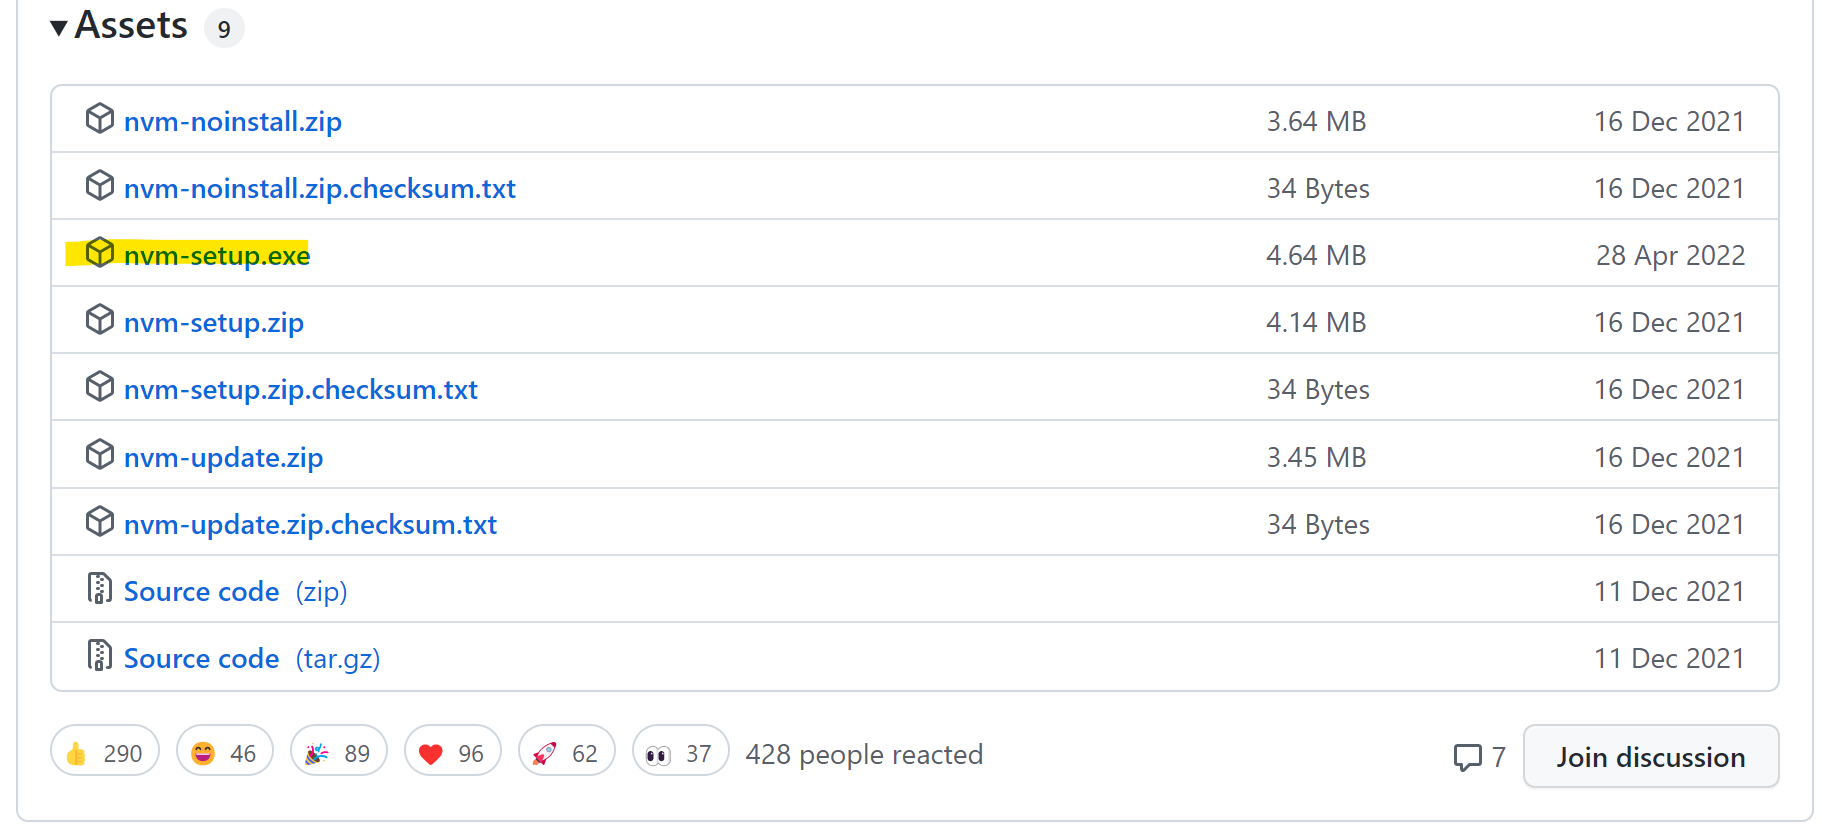 Assets 9
nvm-noinstall.zip 3.64 MB 16 Dec 2021
nvm-noinstall.zip.checksum.txt 34 Bytes 16 Dec 2021
nvm-setup.exe 4.64 MB 28 Apr 2022
nvm-setup.zip 4.14 MB 16 Dec 2021
nvm-setup.zip.checksum.txt 34 Bytes 16 Dec 2021
nvm-update.zip 3.45 MB 16 Dec 2021
nvm-update.zip.checksum.txt 34 Bytes 16 Dec 2021
Source code (zip) 11 Dec 2021
Source code (tar.gz) 11 Dec 2021
290 46 89 96 62 37 428 people reacted 7 Join discussion